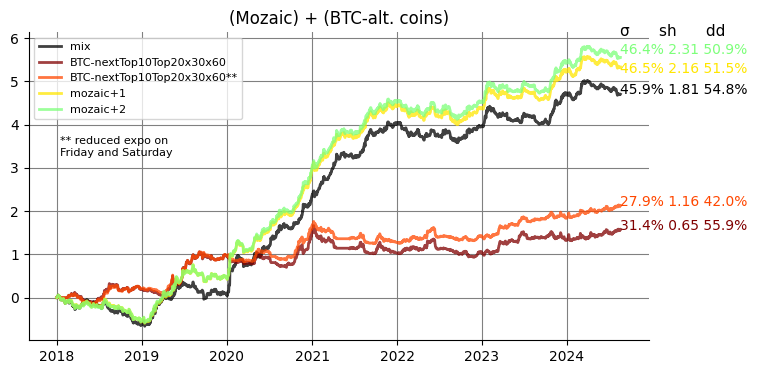 (Mozaic) + (BTC-alt. coins)
σ sh dd
mix
BTC-nextTop10Top20x30x60
BTC-nextTop10Top20x30x60**
mozaic+1
mozaic+2
** reduced expo on
Friday and Saturday
46.4% 2.31 50.9%
46.5% 2.16 51.5%
45.9% 1.81 54.8%
27.9% 1.16 42.0%
31.4% 0.65 55.9%
6
5
4
3
2
1
0
2018 2019 2020 2021 2022 2023 2024